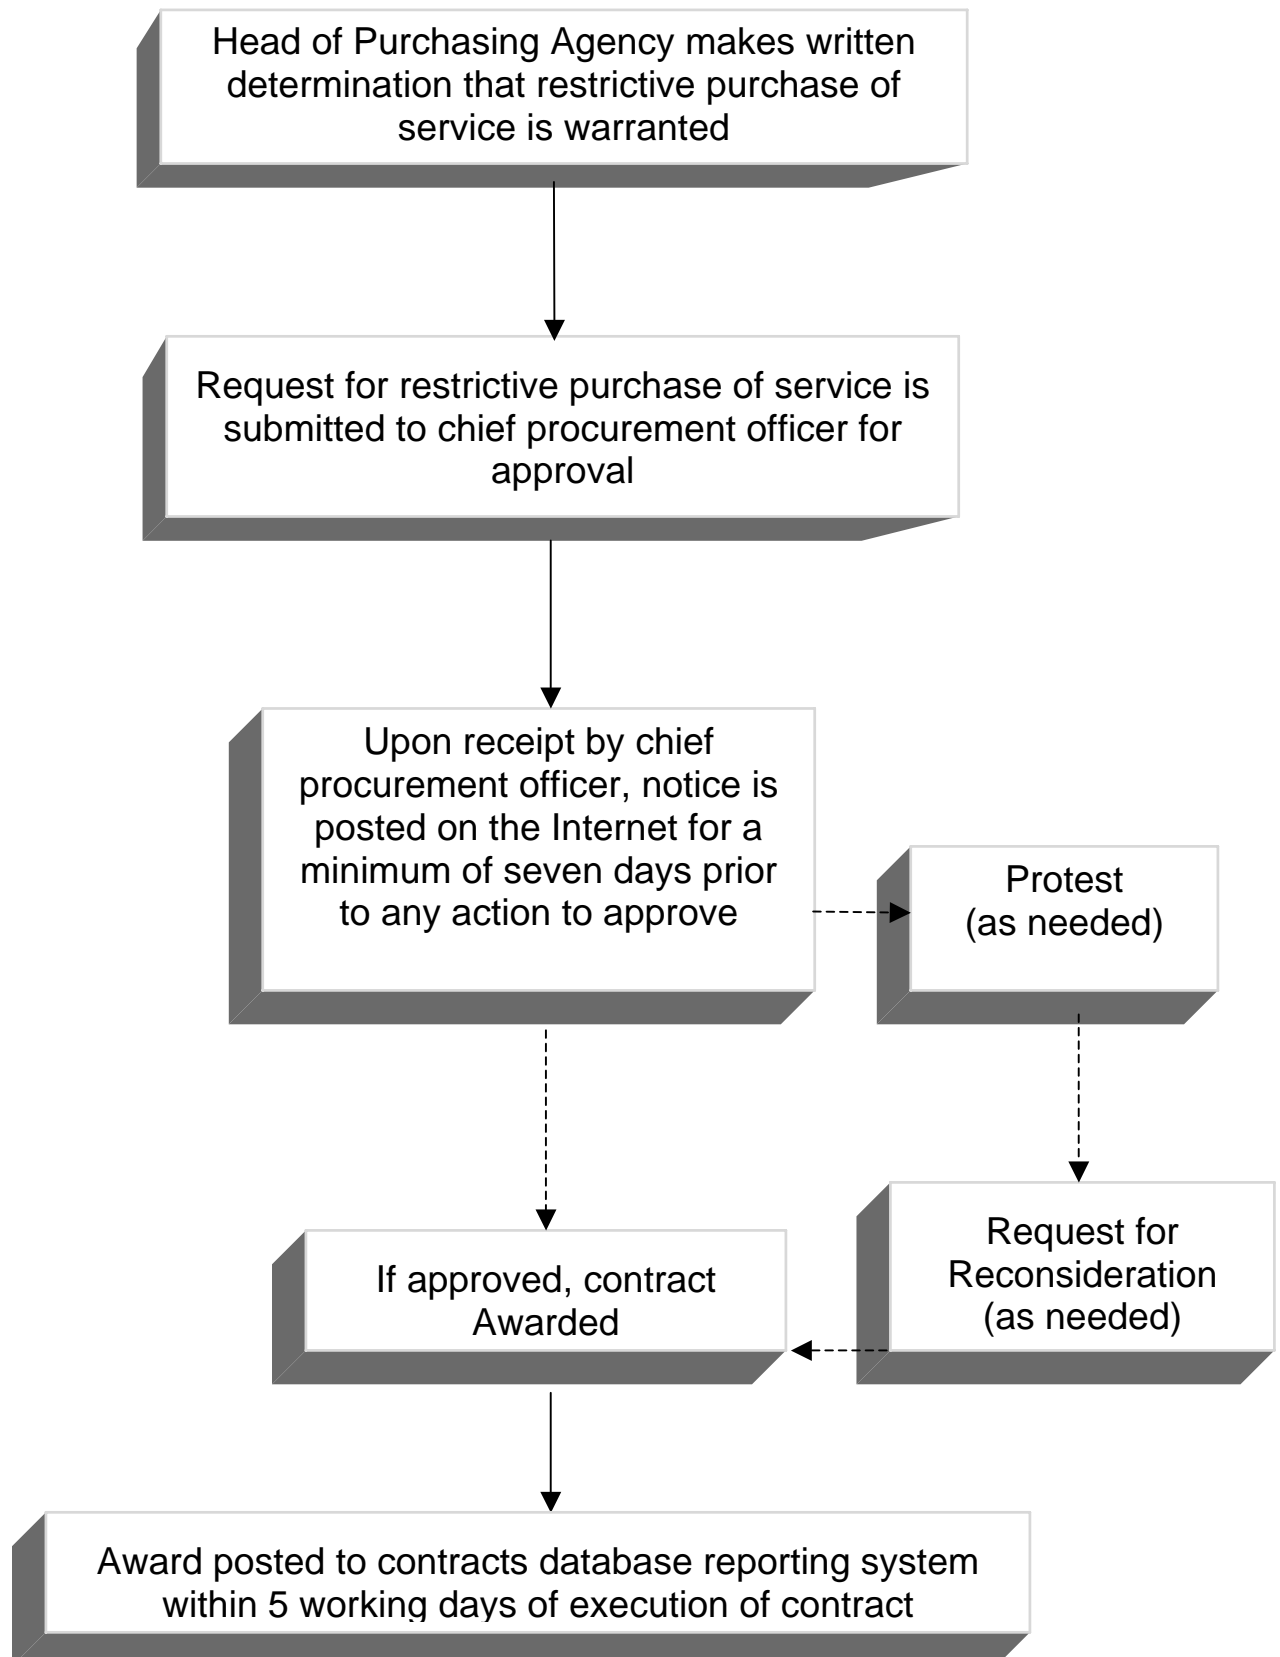 Head of Purchasing Agency makes written
determination that restrictive purchase of
service is warranted
Request for restrictive purchase of service is
submitted to chief procurement officer for
approval
Upon receipt by chief
procurement officer, notice is
posted on the Internet for a
minimum of seven days prior
to any action to approve
Protest
(as needed)
Request for
Reconsideration
(as needed)
If approved, contract
Awarded
Award posted to contracts database reporting system
within 5 working days of execution of contract